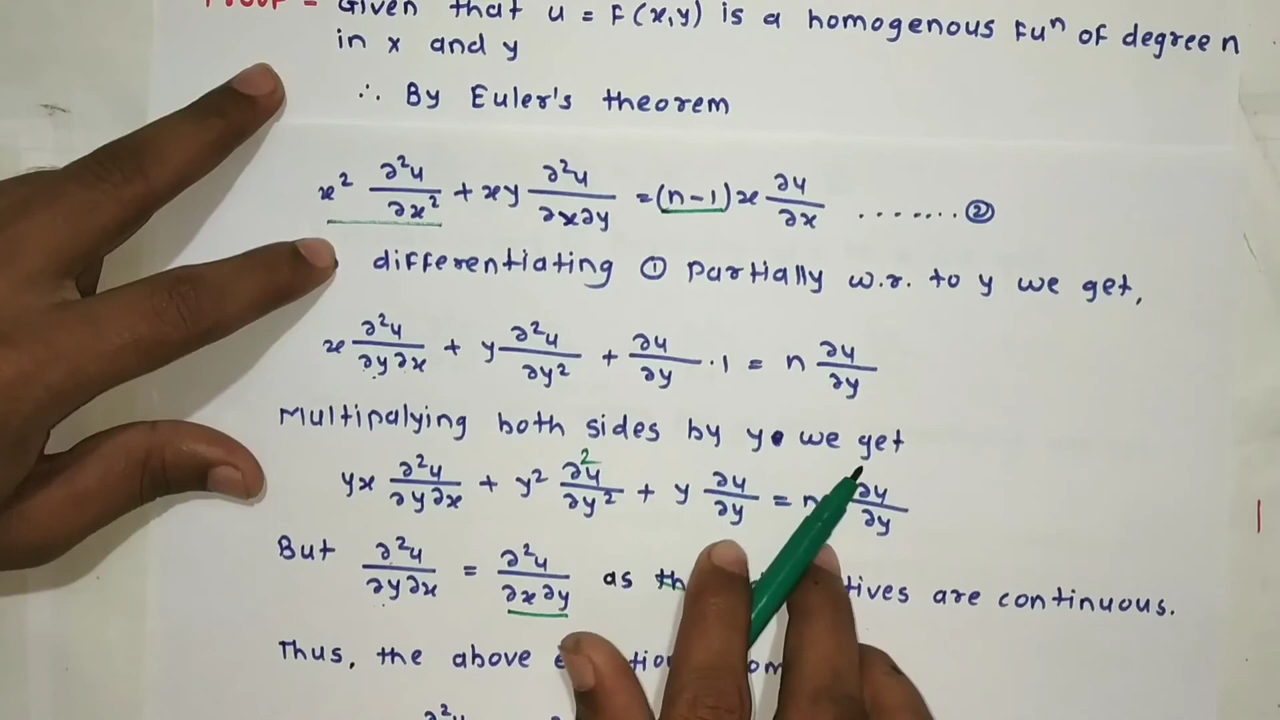 Proof - Given that u = F(x,y) is a homogenous Fuⁿ of degree n
in x and y
∴ By Euler's theorem
x² ∂²u/∂x² + xy ∂²u/∂x∂y = (n-1)x ∂u/∂x ........②
differentiating ① partially w.r. to y we get,
x ∂²u/∂y∂x + y ∂²u/∂y² + ∂u/∂y .1 = n ∂u/∂y
Multipalying both sides by y we get
yx ∂²u/∂y∂x + y² ∂²u/∂y² + y ∂u/∂y = n ∂u/∂y
But ∂²u/∂y∂x = ∂²u/∂x∂y as are continuous.
Thus, the above
∂²u